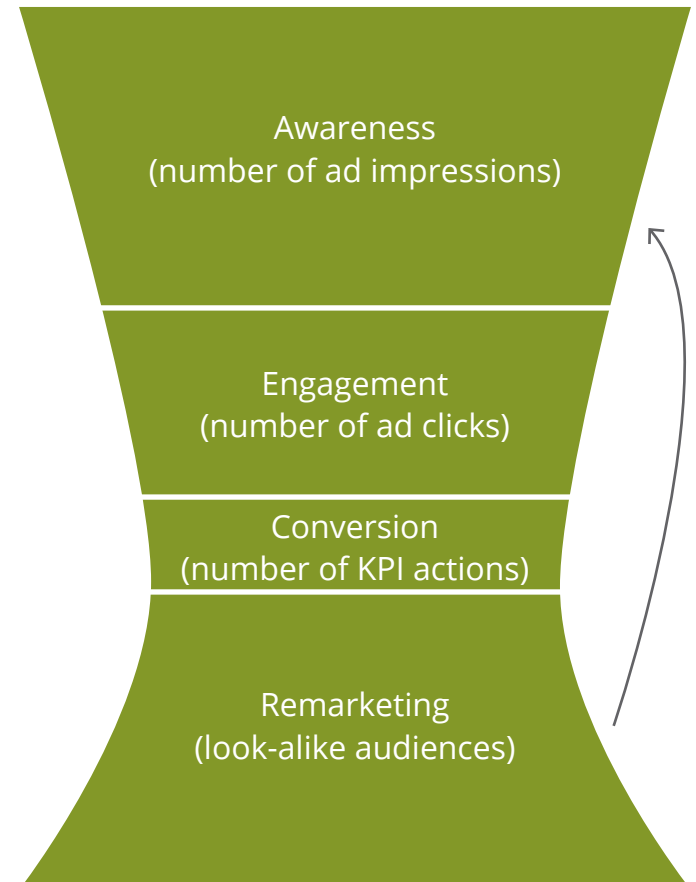 Awareness
(number of ad impressions)
Engagement
(number of ad clicks)
Conversion
(number of KPI actions)
Remarketing
(look-alike audiences)